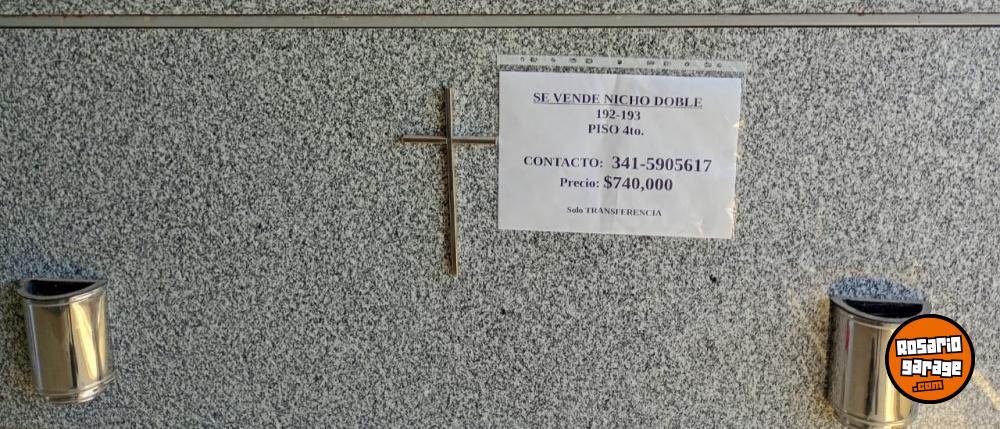 SE VENDE NICHO DOBLE
192-193
PISO 4to.
CONTACTO: 341-5905617
Precio: $740,000
Solo TRANSFERENCIA
Rosario
garage
.com